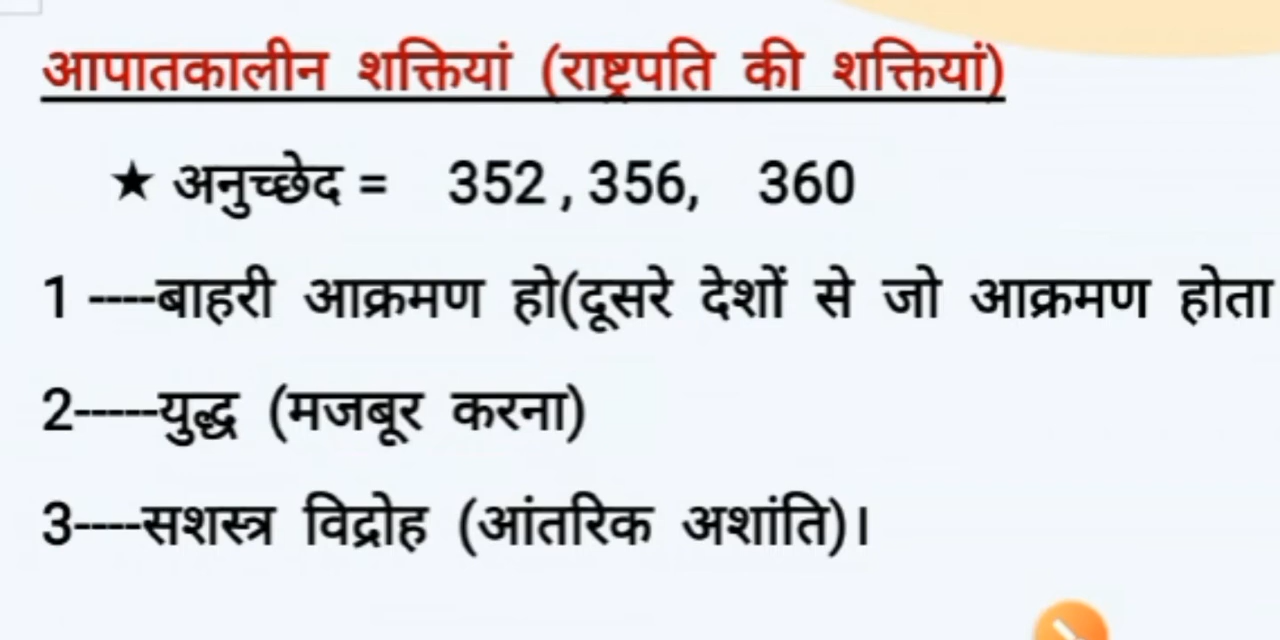 आपातकालीन शक्तियां (राष्ट्रपति की शक्तियां)
★ अनुच्छेद = 352 , 356, 360
1 ----बाहरी आक्रमण हो(दूसरे देशों से जो आक्रमण होता
2-----युद्ध (मजबूर करना)
3----सशस्त्र विद्रोह (आंतरिक अशांति)।